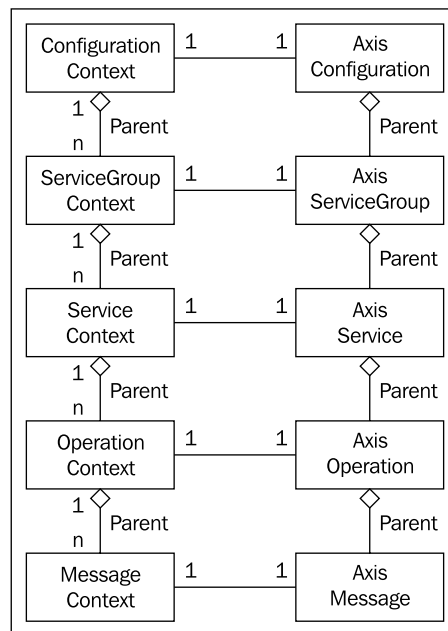 Configuration
Context
1
1
Axis
Configuration
1
Parent
n
Parent
ServiceGroup
Context
1
1
Axis
ServiceGroup
1
Parent
n
Parent
Service
Context
1
1
Axis
Service
1
Parent
n
Parent
Operation
Context
1
1
Axis
Operation
1
Parent
n
Parent
Message
Context
1
1
Axis
Message